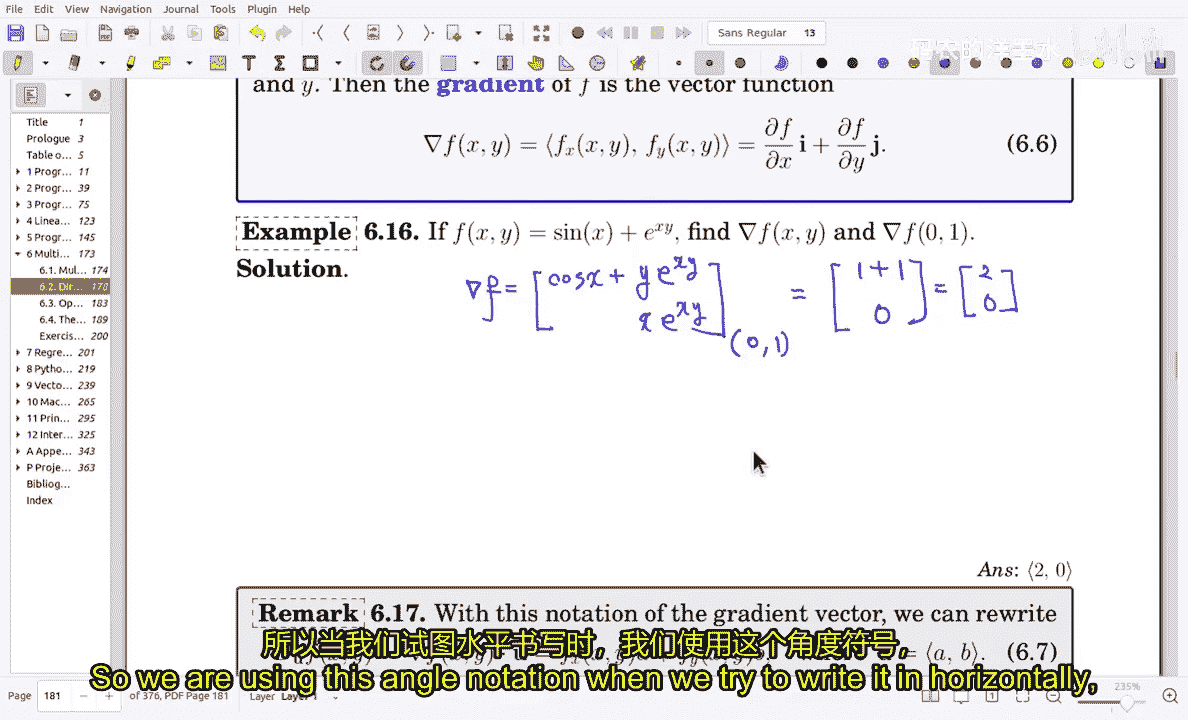 File Edit View Navigation Journal Tools Plugin Help
Sans Regular 13
Title 1
Prologue 3
Table o... 5
1 Progr... 11
2 Progr... 39
3 Progr... 75
4 Linea... 123
5 Progr... 145
6 Multi... 173
6.1. Mul... 174
6.2. Dir... 178
6.3. Op... 183
6.4. The... 189
Exercis... 200
7 Regre... 201
8 Pytho... 219
9 Vecto... 239
10 Mac... 265
11 Prin... 295
12 Inter... 325
A Appe... 343
P Proje... 363
Bibliog...
Index
and y. Then the gradient of f is the vector function
∇f(x, y) = ⟨fx(x, y), fy(x, y)⟩ = ∂f/∂x i + ∂f/∂y j. (6.6)
Example 6.16. If f(x, y) = sin(x) + e^{xy}, find ∇f(x, y) and ∇f(0, 1).
Solution.
∇f = [cosx + y e^{xy}
x e^{xy}] (0,1) = [1+1
0] = [2
0]
Ans: ⟨2, 0⟩
Remark 6.17. With this notation of the gradient vector, we can rewrite
= ⟨a, b⟩. (6.7)
所以当我们试图水平书写时，我们使用这个角度符号，
So we are using this angle notation when we try to write it in horizontally,
Page 181 of 376, PDF Page 181 Layer
235%